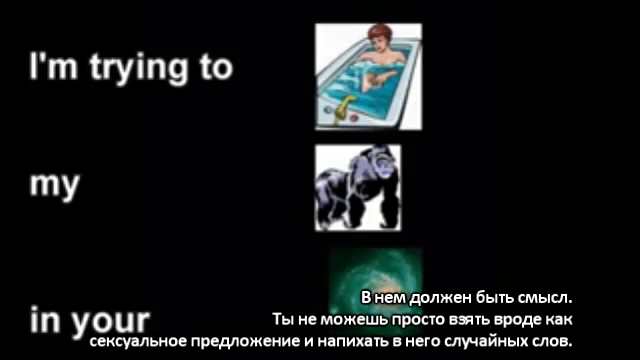 I'm trying to
my
in your
В нем должен быть смысл.
Ты не можешь просто взять вроде как
сексуальное предложение и напихать в него случайных слов.